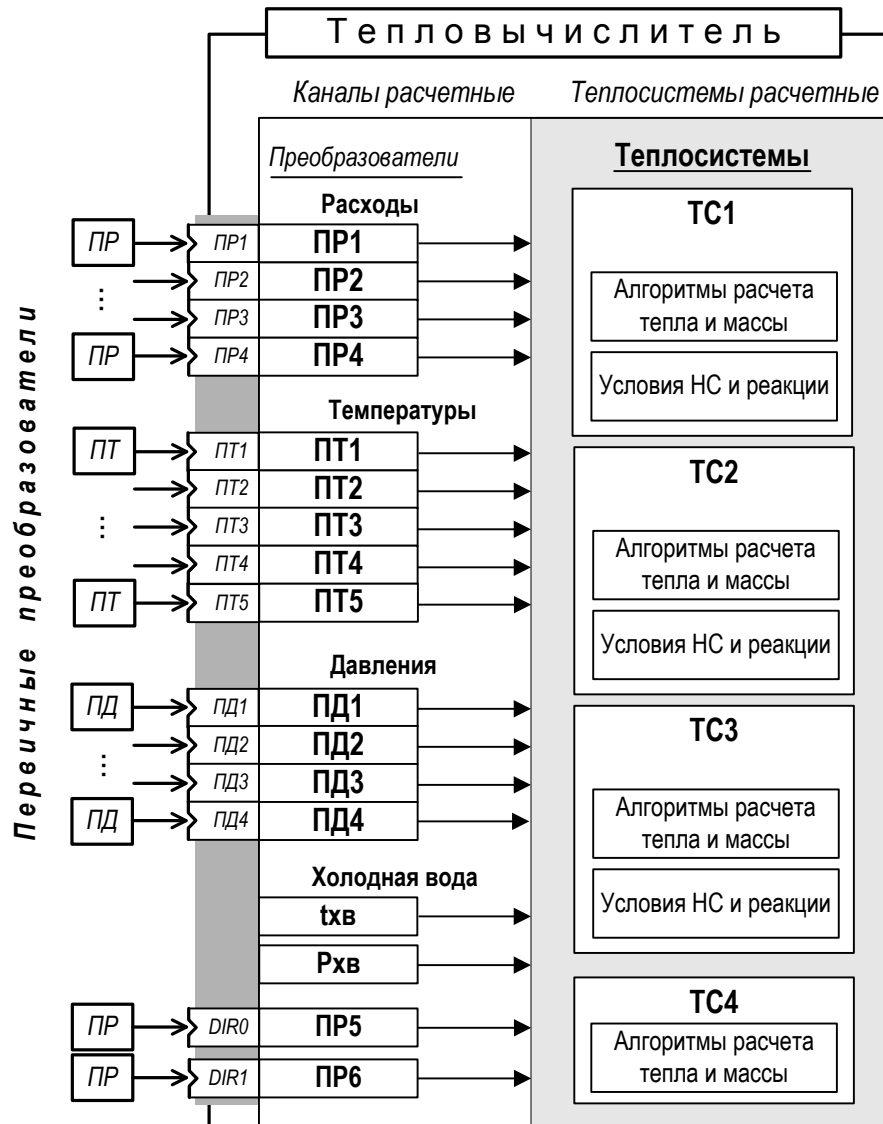 Тепловычислитель
Каналы расчетные
Теплосистемы расчетные
Первичные преобразователи
Преобразователи
Расходы
ПР
ПР1
ПР1
...
ПР2
ПР2
ПР3
ПР3
ПР
ПР4
ПР4
Температуры
ПТ
ПТ1
ПТ1
ПТ2
ПТ2
...
ПТ3
ПТ3
ПТ4
ПТ4
ПТ
ПТ5
ПТ5
Давления
ПД
ПД1
ПД1
...
ПД2
ПД2
ПД3
ПД3
ПД
ПД4
ПД4
Холодная вода
tхв
Рхв
ПР
DIR0
ПР5
ПР
DIR1
ПР6
Теплосистемы
ТС1
Алгоритмы расчета
тепла и массы
Условия НС и реакции
ТС2
Алгоритмы расчета
тепла и массы
Условия НС и реакции
ТС3
Алгоритмы расчета
тепла и массы
Условия НС и реакции
ТС4
Алгоритмы расчета
тепла и массы